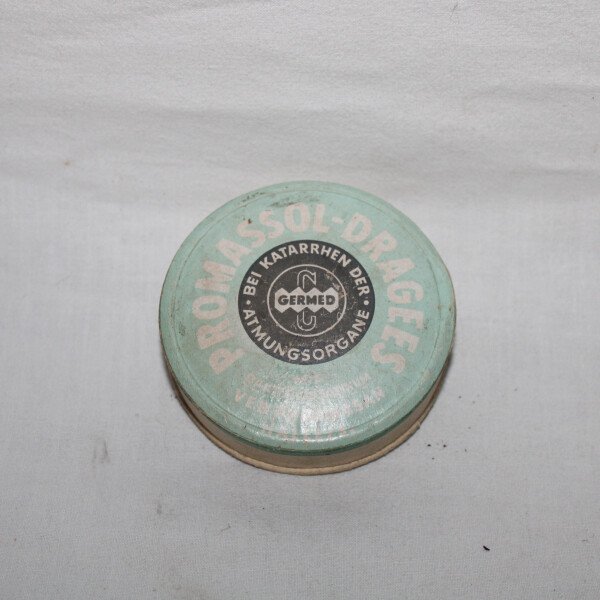 PROMASSOL-DRAGEES
BEI KATARRHEN DER
ATMUNGSORGANE
GERMED